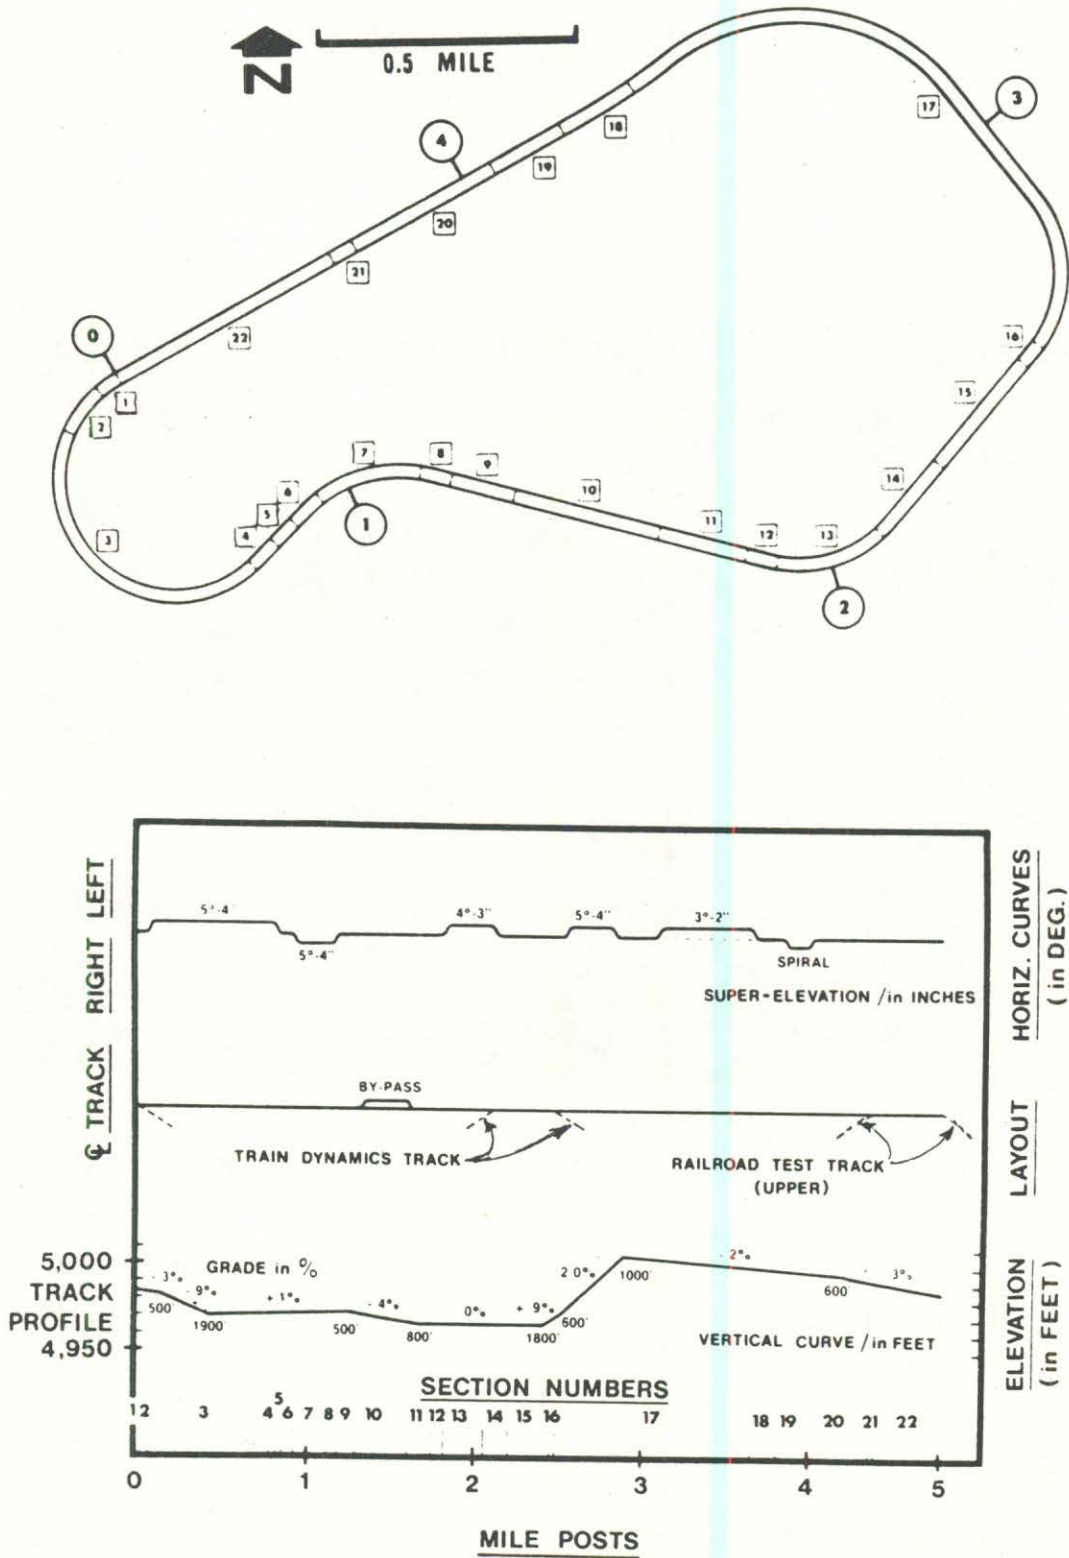 N
0.5 MILE
3
17
4
18
19
20
21
0
22
16
1
15
2
7
8
9
14
6
10
5
11
12
13
4
3
1
2
LEFT
RIGHT
℄ TRACK
HORIZ. CURVES
(in DEG.)
LAYOUT
ELEVATION
(in FEET)
5°-4"
4°-3"
5°-4"
3°-2"
5°-4"
SPIRAL
SUPER-ELEVATION / in INCHES
BY-PASS
TRAIN DYNAMICS TRACK
RAILROAD TEST TRACK
(UPPER)
5,000
TRACK
PROFILE
4,950
GRADE in %
500'
1900'
500'
800'
0%
+ 9%
1800'
600'
2.0%
1000'
600'
VERTICAL CURVE / in FEET
SECTION NUMBERS
5
1 2 3 4 6 7 8 9 10 11 12 13 14 15 16 17 18 19 20 21 22
0 1 2 3 4 5
MILE POSTS